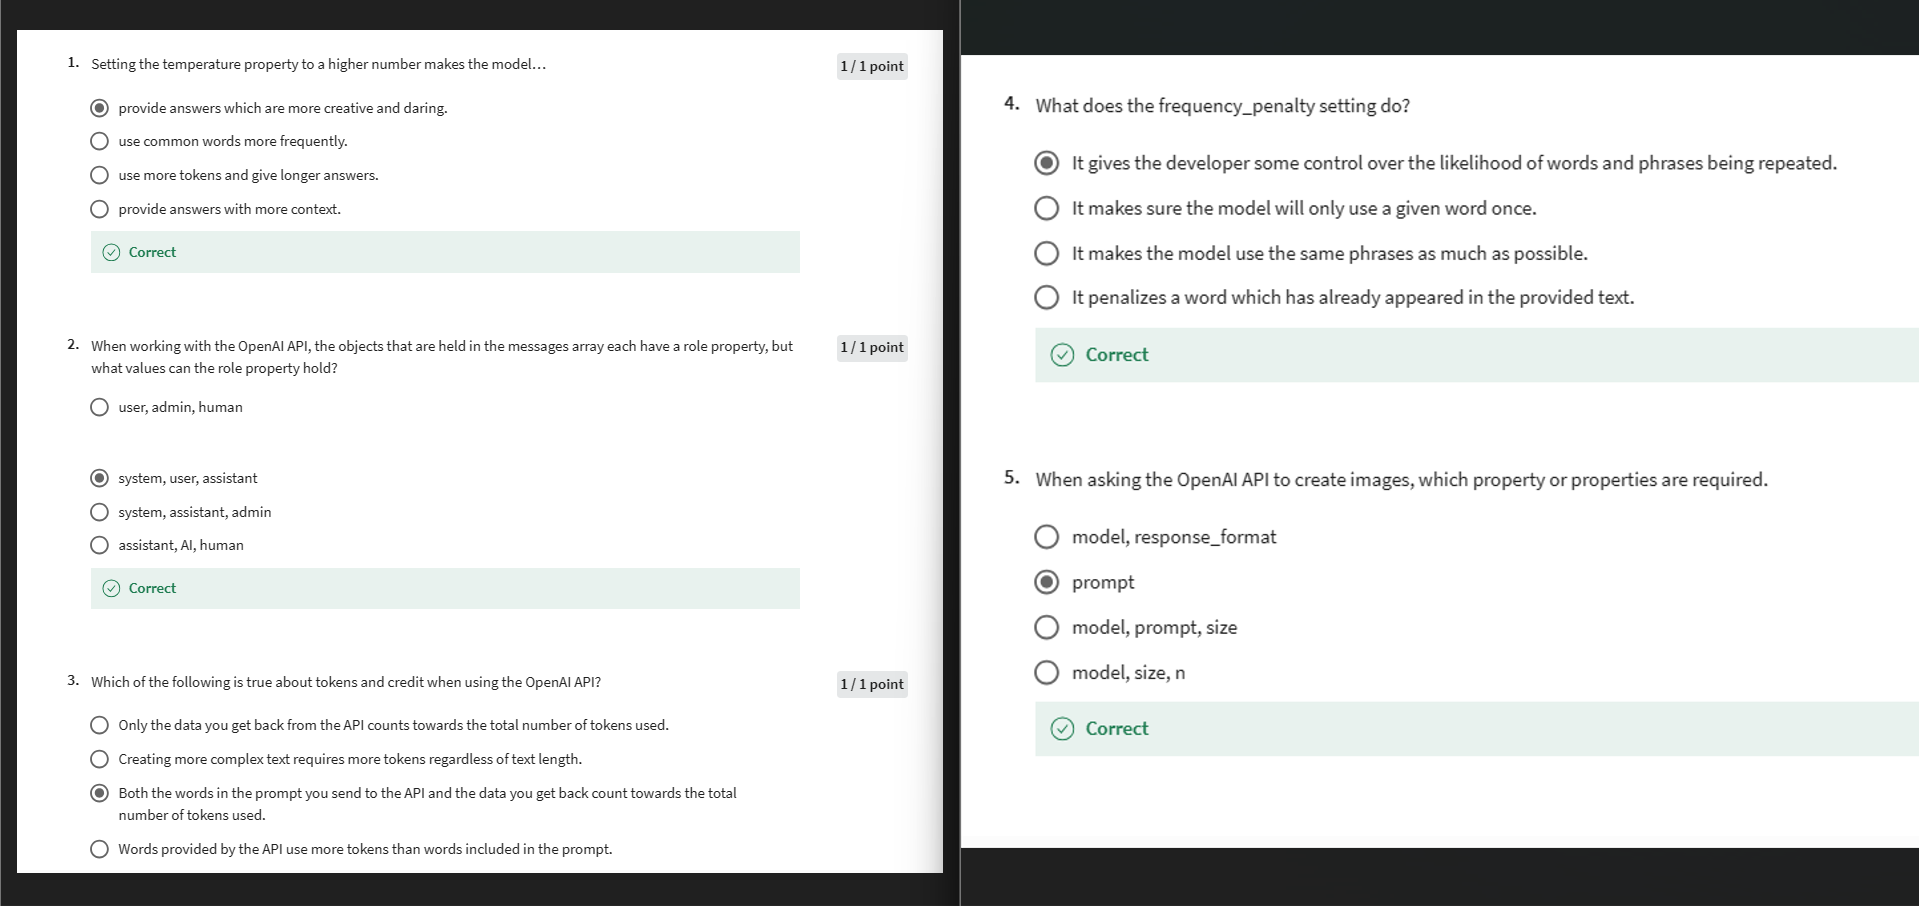 1. Setting the temperature property to a higher number makes the model...
1 / 1 point
provide answers which are more creative and daring.
use common words more frequently.
use more tokens and give longer answers.
provide answers with more context.
Correct
2. When working with the OpenAI API, the objects that are held in the messages array each have a role property, but
what values can the role property hold?
1 / 1 point
user, admin, human
system, user, assistant
system, assistant, admin
assistant, AI, human
Correct
3. Which of the following is true about tokens and credit when using the OpenAI API?
1 / 1 point
Only the data you get back from the API counts towards the total number of tokens used.
Creating more complex text requires more tokens regardless of text length.
Both the words in the prompt you send to the API and the data you get back count towards the total
number of tokens used.
Words provided by the API use more tokens than words included in the prompt.
4. What does the frequency_penalty setting do?
It gives the developer some control over the likelihood of words and phrases being repeated.
It makes sure the model will only use a given word once.
It makes the model use the same phrases as much as possible.
It penalizes a word which has already appeared in the provided text.
Correct
5. When asking the OpenAI API to create images, which property or properties are required.
model, response_format
prompt
model, prompt, size
model, size, n
Correct